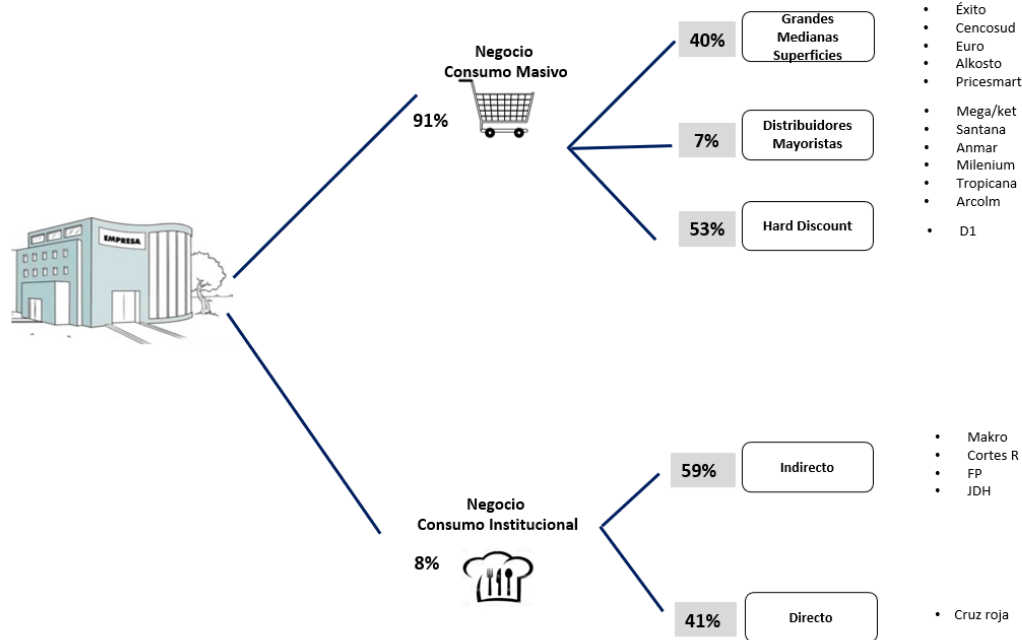 Negocio
Consumo Masivo
91%
40%
Grandes
Medianas
Superficies
• Éxito
• Cencosud
• Euro
• Alkosto
• Pricesmart
7%
Distribuidores
Mayoristas
• Mega/ket
• Santana
• Anmar
• Milenium
• Tropicana
• Arcolm
53%
Hard Discount
• D1
EMPRESA
Negocio
Consumo Institucional
8%
59%
Indirecto
• Makro
• Cortes R
• FP
• JDH
41%
Directo
• Cruz roja